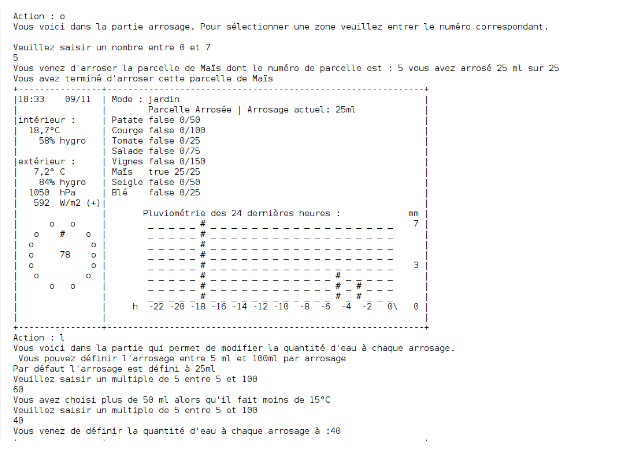 Action : o
Vous voici dans la partie arrosage. Pour sélectionner une zone veuillez entrer le numéro correspondant.
Veuillez saisir un nombre entre 0 et 7
5
Vous venez d'arroser la parcelle de Maïs dont le numéro de parcelle est : 5 vous avez arrosé 25 ml sur 25
Vous avez terminé d'arroser cette parcelle de Maïs
+----------------+-------------------------------------------------------------+
|18:33    09/11  | Mode : jardin                                               |
|                |        Parcelle Arrosée | Arrosage actuel: 25ml             |
|intérieur :     | Patate false 0/50                                           |
|  18,7°C        | Courge false 0/100                                          |
|    58% hygro   | Tomate false 0/25                                           |
|                | Salade false 0/75                                           |
|extérieur :     | Vignes false 0/150                                          |
|   7,2° C       | Maïs   true 25/25                                           |
|    84% hygro   | Seigle false 0/50                                           |
|  1050  hPa     | Blé    false 0/25                                           |
|   592  W/m2 (+)|                                                             |
|                |       Pluviométrie des 24 dernières heures :             mm |
|      o   o     |        _ _ _ _ _ # _ _ _ _ _ _ _ _ _ _ _ _ _ _ _ _ _ _    7 |
|   o    #    o  |        _ _ _ _ _ # _ _ _ _ _ _ _ _ _ _ _ _ _ _ _ _ _ _      |
|  o           o |        _ _ _ _ _ # _ _ _ _ _ _ _ _ _ _ _ _ _ _ _ _ _ _      |
|  o     78    o |        _ _ _ _ _ # _ _ _ _ _ _ _ _ _ _ _ _ _ _ _ _ _ _      |
|  o           o |        _ _ _ _ _ # _ _ _ _ _ _ _ _ _ _ _ _ _ _ _ _ _ _    3 |
|   o         o  |        _ _ _ _ _ # _ _ _ _ _ _ _ _ _ _ _ _ # _ _ _ _ _      |
|      o   o     |        _ _ _ _ _ # _ _ _ _ _ _ _ _ _ _ _ _ # _ # _ _ _      |
|                |        _ _ _ _ _ # _ _ _ _ _ _ _ _ _ _ _ _ # _ # _ _ _      |
|                |     h  -22 -20 -18 -16 -14 -12 -10  -8 -6  -4  -2   0\   0 |
|                |                                                             |
+----------------+-------------------------------------------------------------+
Action : l
Vous voici dans la partie qui permet de modifier la quantité d'eau à chaque arrosage.
Vous pouvez définir l'arrosage entre 5 ml et 100ml par arrosage
Par défaut l'arrosage est défini à 25ml
Veuillez saisir un multiple de 5 entre 5 et 100
60
Vous avez choisi plus de 50 ml alors qu'il fait moins de 15°C
Veuillez saisir un multiple de 5 entre 5 et 100
40
Vous venez de définir la quantité d'eau à chaque arrosage à :40